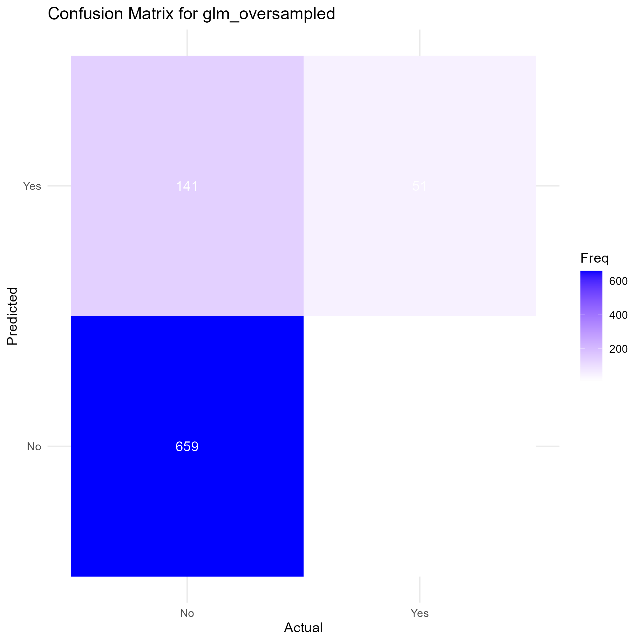 Confusion Matrix for glm_oversampled
Predicted
Yes
No
141
51
659
No
Yes
Actual
Freq
600
400
200